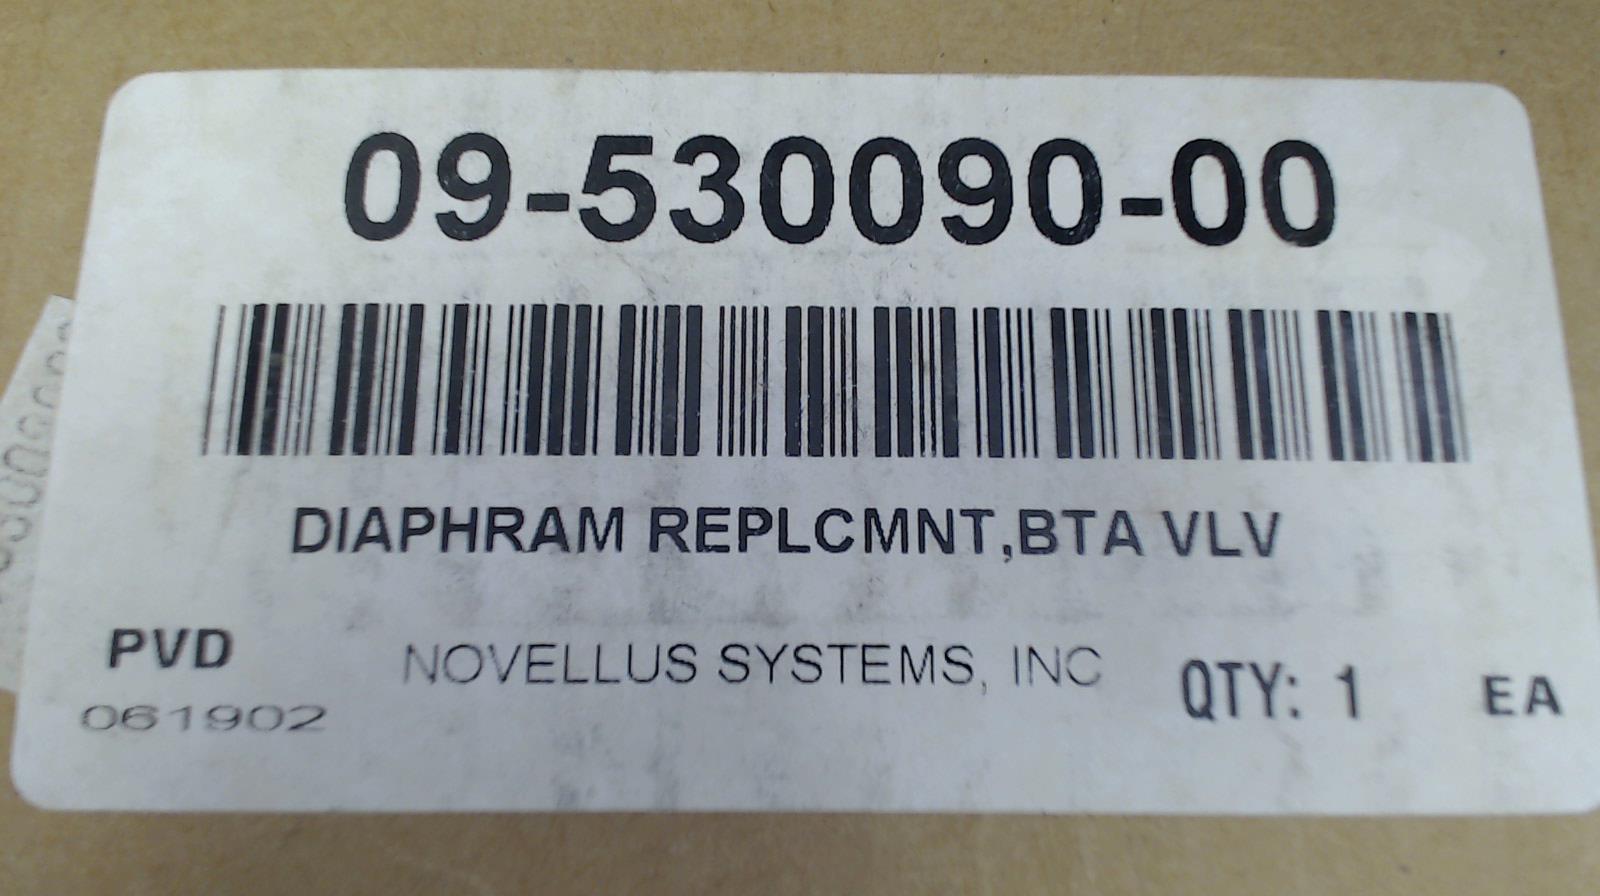 09-530090-00
DIAPHRAM REPLCMNT,BTA VLV
PVD
NOVELLUS SYSTEMS, INC
QTY: 1 EA
061902